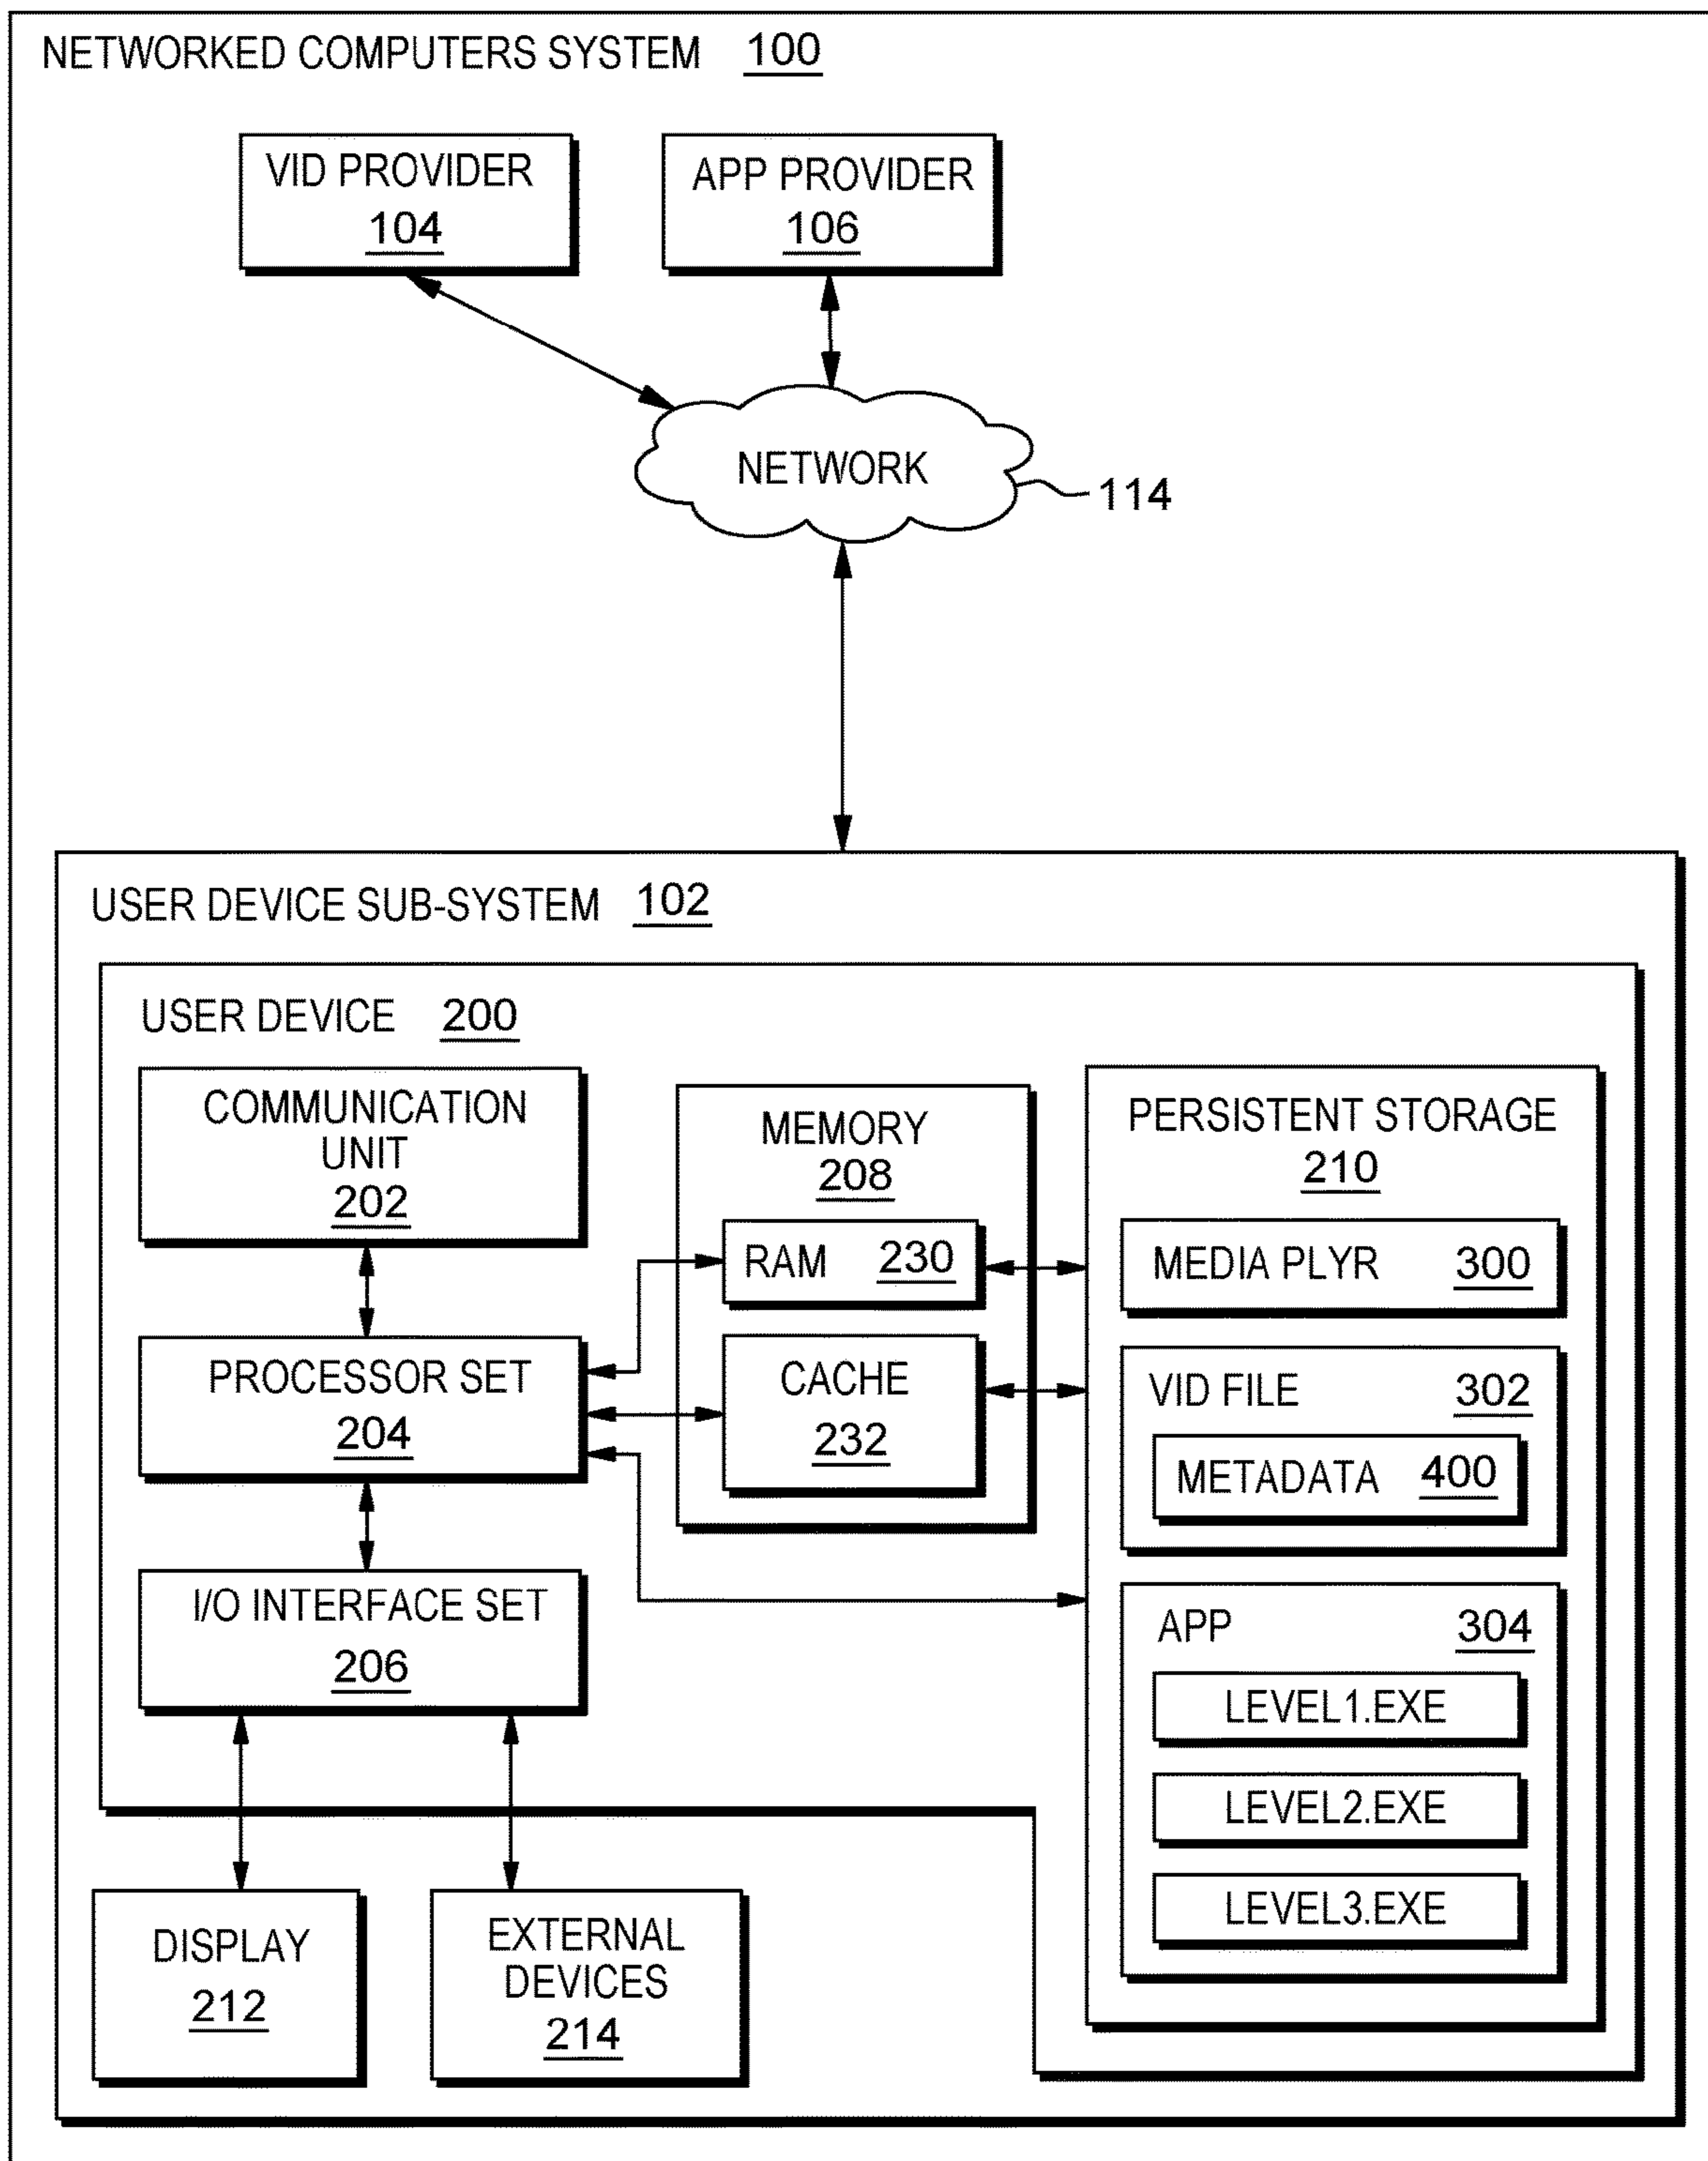 NETWORKED COMPUTERS SYSTEM 100
VID PROVIDER
104
APP PROVIDER
106
NETWORK
114
USER DEVICE SUB-SYSTEM 102
USER DEVICE 200
COMMUNICATION
UNIT
202
PROCESSOR SET
204
I/O INTERFACE SET
206
MEMORY
208
RAM 230
CACHE
232
PERSISTENT STORAGE
210
MEDIA PLYR 300
VID FILE 302
METADATA 400
APP 304
LEVEL1.EXE
LEVEL2.EXE
LEVEL3.EXE
DISPLAY
212
EXTERNAL
DEVICES
214